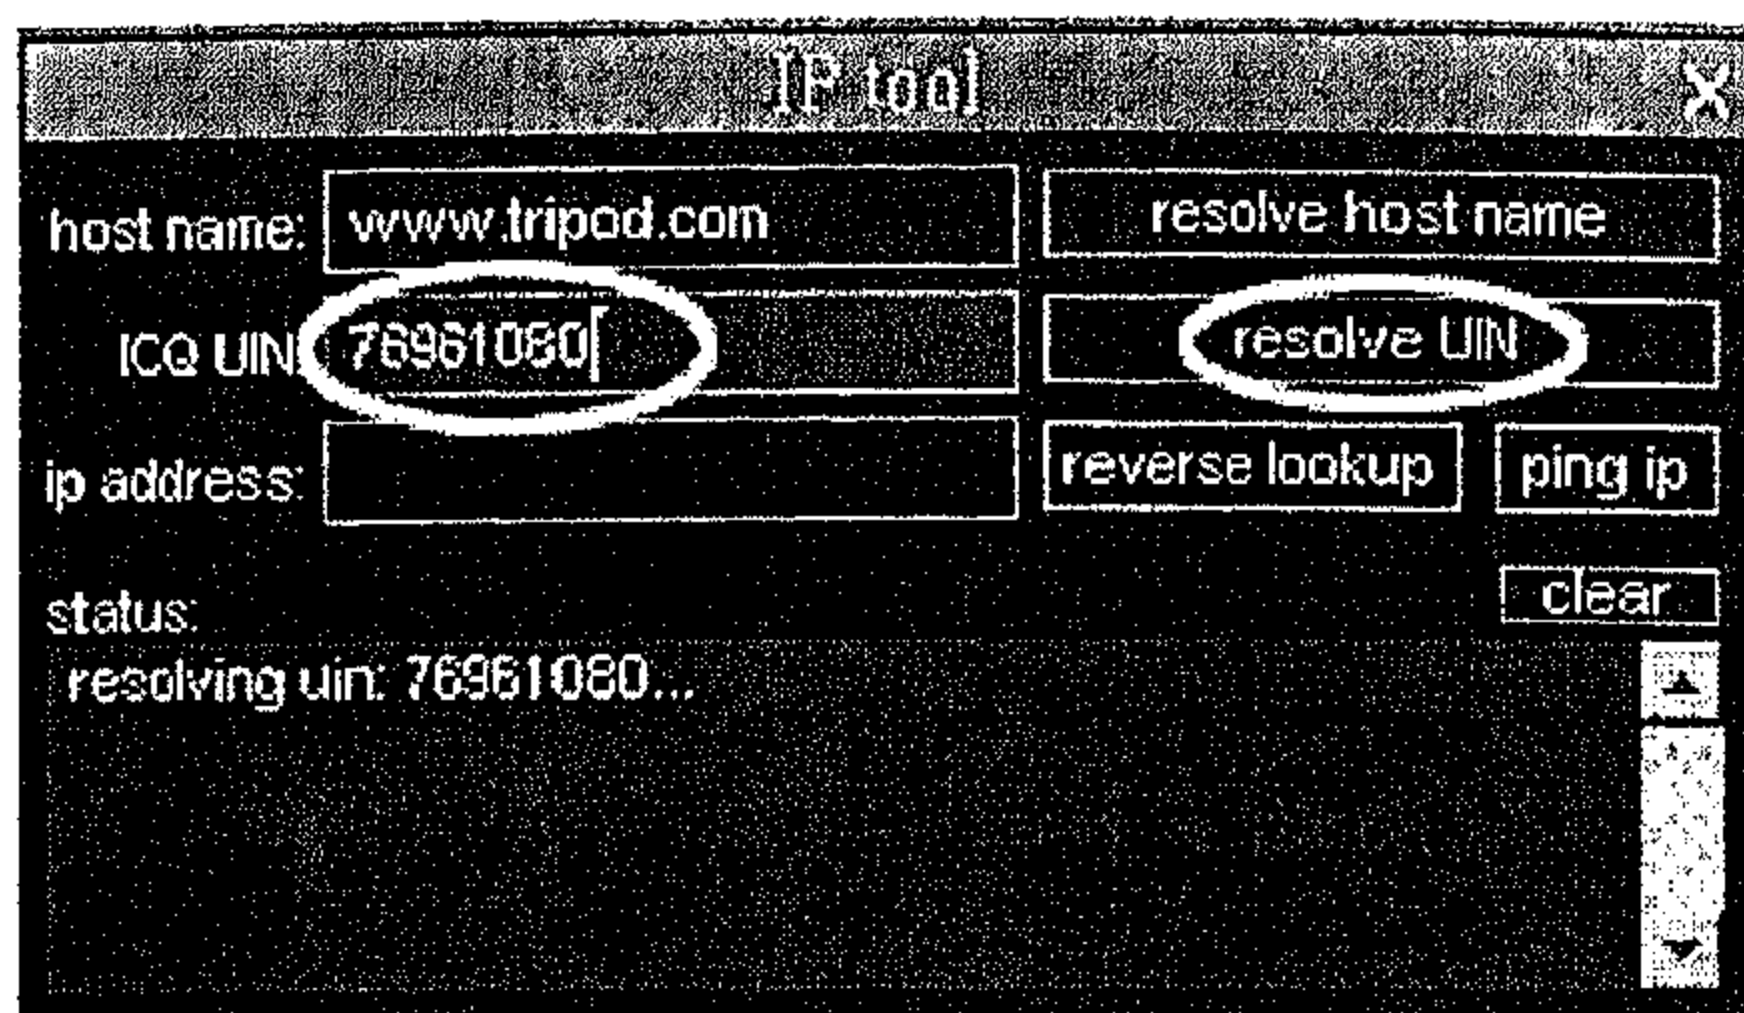 IP tool X
host name: www.tripod.com resolve host name
ICQ UIN: 76961080 resolve UIN
ip address: reverse lookup ping ip
clear
status:
resolving uin: 76961080...